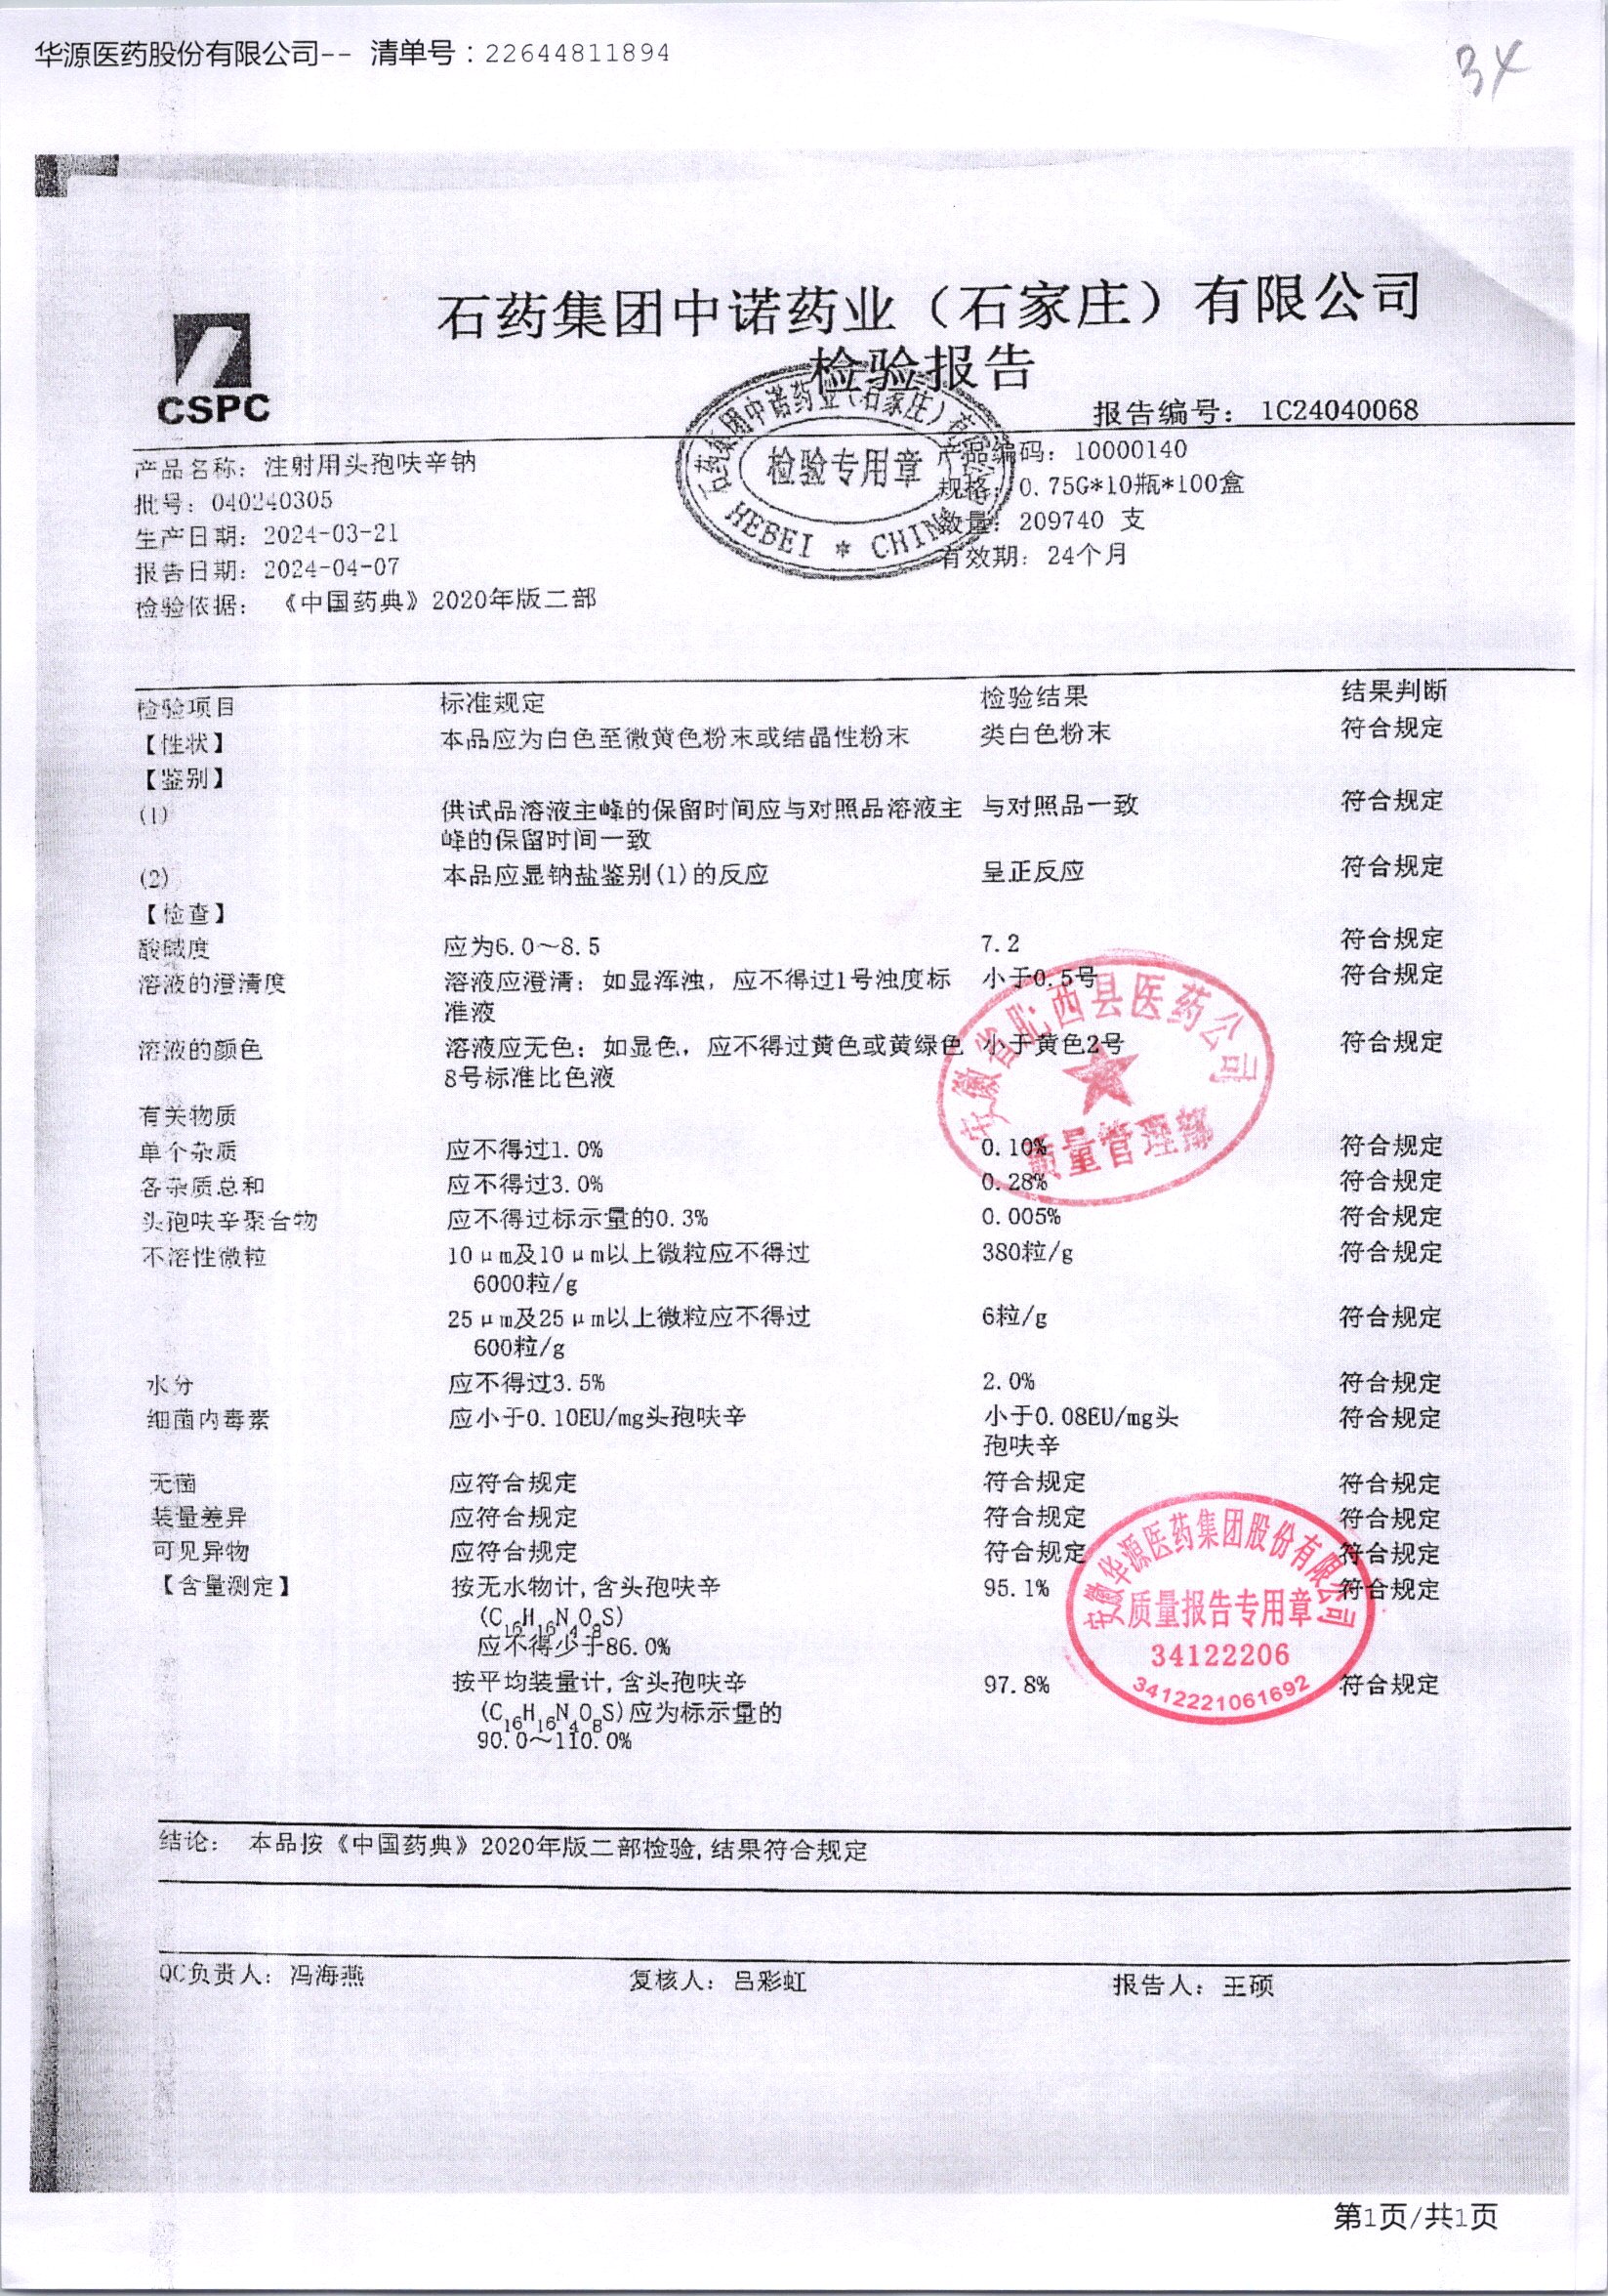 华源医药股份有限公司-- 清单号：22644811894
34
石药集团中诺药业（石家庄）有限公司
检验报告
CSPC
报告编号：1C24040068
石药集团中诺药业(石家庄)有限公司
检验专用章
HEBEI * CHINA
产品名称：注射用头孢呋辛钠 产品编码：10000140
批号：040240305 规格：0.75G*10瓶*100盒
生产日期：2024-03-21 数量：209740 支
报告日期：2024-04-07 有效期：24个月
检验依据：《中国药典》2020年版二部
检验项目 标准规定 检验结果 结果判断
【性状】 本品应为白色至微黄色粉末或结晶性粉末 类白色粉末 符合规定
【鉴别】
(1) 供试品溶液主峰的保留时间应与对照品溶液主 与对照品一致 符合规定
峰的保留时间一致
(2) 本品应显钠盐鉴别(1)的反应 呈正反应 符合规定
【检查】
酸碱度 应为6.0～8.5 7.2 符合规定
溶液的澄清度 溶液应澄清；如显浑浊，应不得过1号浊度标 小于0.5号 符合规定
准液
溶液的颜色 溶液应无色；如显色，应不得过黄色或黄绿色 小于黄色2号 符合规定
8号标准比色液
有关物质
单个杂质 应不得过1.0% 0.10% 符合规定
各杂质总和 应不得过3.0% 0.28% 符合规定
头孢呋辛聚合物 应不得过标示量的0.3% 0.005% 符合规定
不溶性微粒 10μm及10μm以上微粒应不得过 380粒/g 符合规定
6000粒/g
25μm及25μm以上微粒应不得过 6粒/g 符合规定
600粒/g
水分 应不得过3.5% 2.0% 符合规定
细菌内毒素 应小于0.10EU/mg头孢呋辛 小于0.08EU/mg头 符合规定
孢呋辛
无菌 应符合规定 符合规定 符合规定
装量差异 应符合规定 符合规定 符合规定
可见异物 应符合规定 符合规定 符合规定
【含量测定】 按无水物计,含头孢呋辛 95.1% 符合规定
(C16H16N4O8S)
应不得少于86.0%
按平均装量计,含头孢呋辛 97.8% 符合规定
(C16H16N4O8S)应为标示量的
90.0～110.0%
安徽省肥西县医药公司
质量管理部
安徽华源医药集团股份有限公司
质量报告专用章
34122206
3412221061692
结论： 本品按《中国药典》2020年版二部检验,结果符合规定
QC负责人：冯海燕 复核人：吕彩虹 报告人：王硕
第1页/共1页